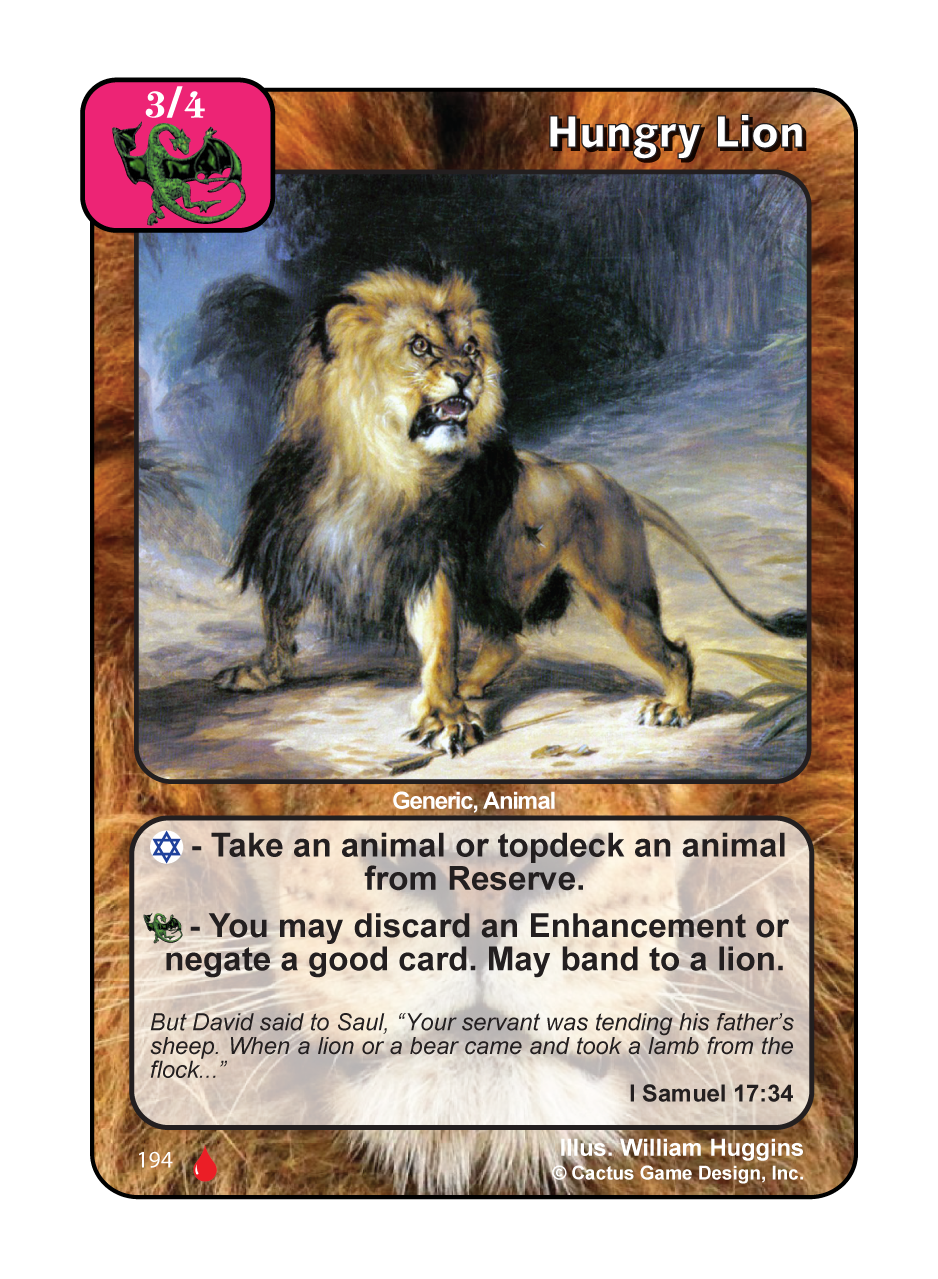 3/4
Hungry Lion
Generic, Animal
- Take an animal or topdeck an animal
from Reserve.
- You may discard an Enhancement or
negate a good card. May band to a lion.
But David said to Saul, “Your servant was tending his father’s
sheep. When a lion or a bear came and took a lamb from the
flock...”
I Samuel 17:34
Illus. William Huggins
194
© Cactus Game Design, Inc.